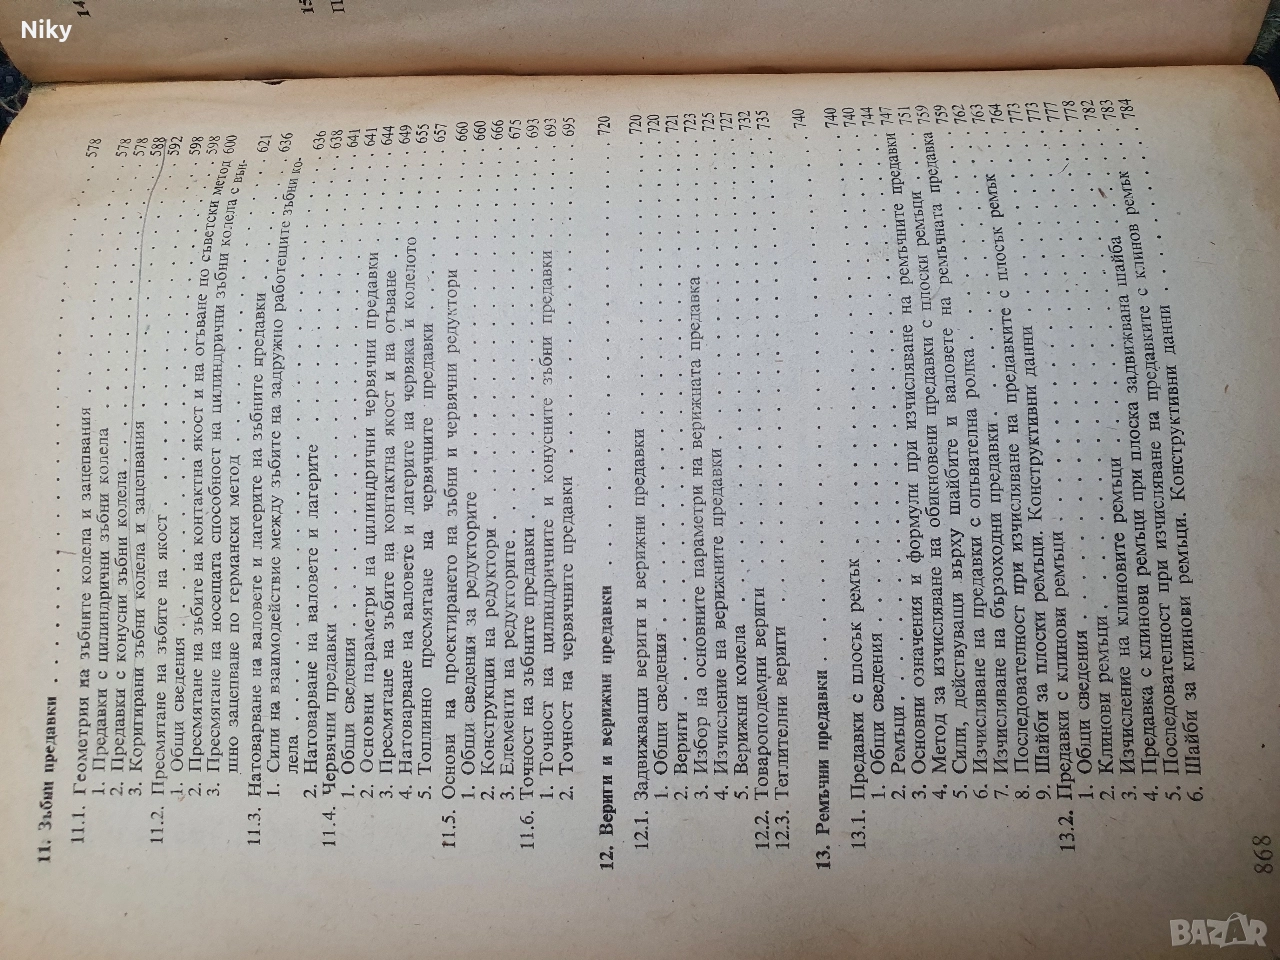 Niky
14
15
П
11. Зъбни предавки . . . . . . . . . . . . . . . . . . 578
11.1. Геометрия на зъбните колела и зацепвания . . . . . . 578
1. Предавки с цилиндрични зъбни колела . . . . . . 578
2. Предавки с конусни зъбни колела . . . . . . 578
3. Коригирани зъбни колела и зацепвания . . . . . . 588
11.2. Пресмятане на зъбите на якост . . . . . . 592
1. Общи сведения . . . . . . 598
2. Пресмятане на зъбите на контактна якост и на огъване по съветски метод 598
3. Пресмятане на носещата способност на цилиндрични зъбни колела с вън-
шно зацепване по германски метод . . . . . . 600
11.3. Натоварване на валовете и лагерите на зъбните предавки . . . . . . 621
1. Сили на взаимодействие между зъбите на задружно работещите зъбни ко-
лела . . . . . . 636
2. Натоварване на валовете и лагерите . . . . . . 636
11.4. Червячни предавки . . . . . . 638
1. Общи сведения . . . . . . 641
2. Основни параметри на цилиндрични червячни предавки . . . . . . 641
3. Пресмятане на зъбите на контактна якост и на огъване . . . . . . 644
4. Натоварване на валовете и лагерите на червяка и колелото . . . . . . 649
5. Топлинно пресмятане на червячните предавки . . . . . . 655
11.5. Основи на проектирането на зъбни и червячни редуктори . . . . . . 657
1. Общи сведения за редукторите . . . . . . 660
2. Конструкции на редуктори . . . . . . 660
3. Елементи на редукторите . . . . . . 666
11.6. Точност на зъбните предавки . . . . . . 675
1. Точност на цилиндричните и конусните зъбни предавки . . . . . . 693
2. Точност на червячните предавки . . . . . . 693
695
12. Вериги и верижни предавки . . . . . . 720
12.1. Задвижващи вериги и верижни предавки . . . . . . 720
1. Общи сведения . . . . . . 720
2. Вериги . . . . . . 721
3. Избор на основните параметри на верижната предавка . . . . . . 723
4. Изчисление на верижните предавки . . . . . . 725
5. Верижни колела . . . . . . 727
12.2. Товароподемни вериги . . . . . . 732
12.3. Теглителни вериги . . . . . . 735
13. Ремъчни предавки . . . . . . 740
13.1. Предавки с плосък ремък . . . . . . 740
1. Общи сведения . . . . . . 740
2. Ремъци . . . . . . 744
3. Основни означения и формули при изчисляване на ремъчните предавки 747
4. Метод за изчисляване на обикновени предавки с плоски ремъци 751
5. Сили, действуващи върху шайбите и валовете на ремъчната предавка 759
6. Изчисляване на предавки с опъвателна ролка . . . . . . 759
7. Изчисляване на бързоходни предавки . . . . . . 762
8. Последователност при изчисляване на предавките с плосък ремък 763
9. Шайби за плоски ремъци. Конструктивни данни . . . . . . 764
13.2. Предавки с клинови ремъци . . . . . . 773
1. Общи сведения . . . . . . 773
2. Клинови ремъци . . . . . . 777
3. Изчисление на клиновите ремъци . . . . . . 778
4. Предавка с клинови ремъци при плоска задвижвана шайба 782
5. Последователност при изчисляване на предавките с клинов ремък 783
6. Шайби за клинови ремъци. Конструктивни данни . . . . . . 784
868
BAZAR